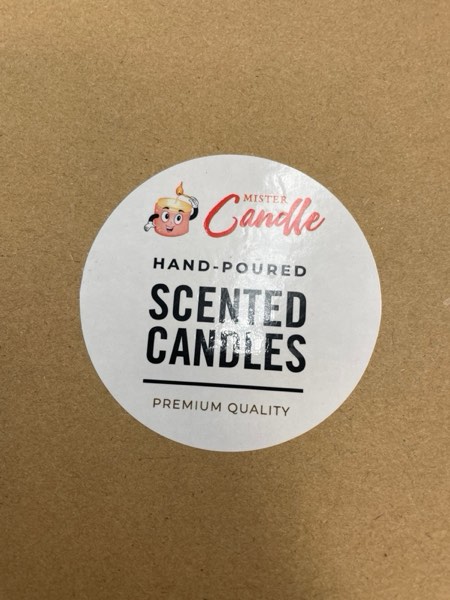 MISTER
Candle
HAND-POURED
SCENTED
CANDLES
PREMIUM QUALITY